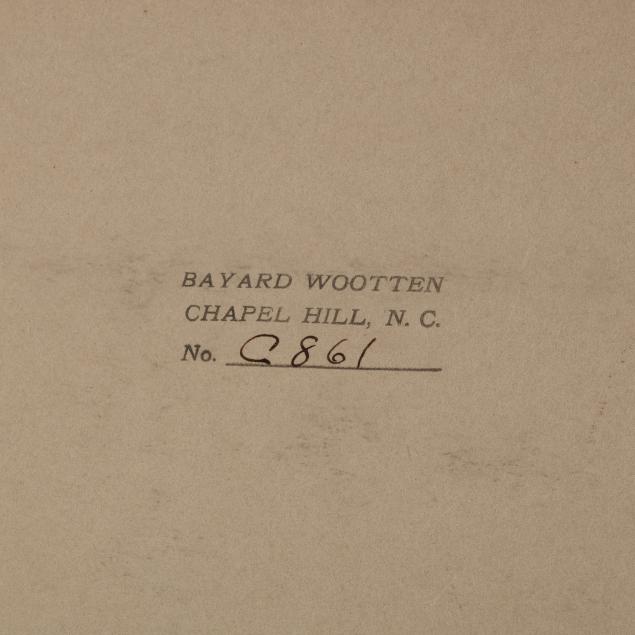 BAYARD WOOTTEN
CHAPEL HILL, N. C.
No. C861